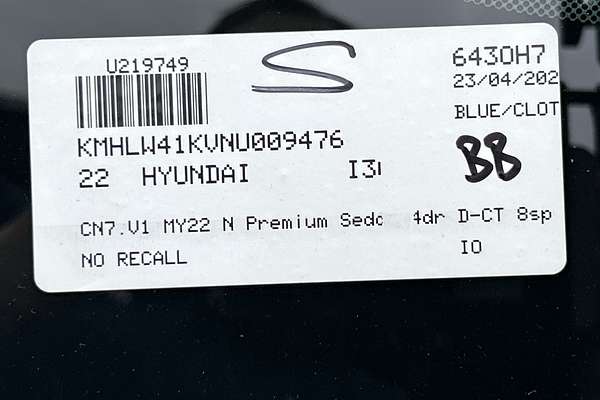 U219749 S 6430H7
23/04/202
BLUE/CLOT
KMHLW41KVNU009476 BB
22 HYUNDAI I3
CN7.V1 MY22 N Premium Seda 4dr D-CT 8sp
NO RECALL IO